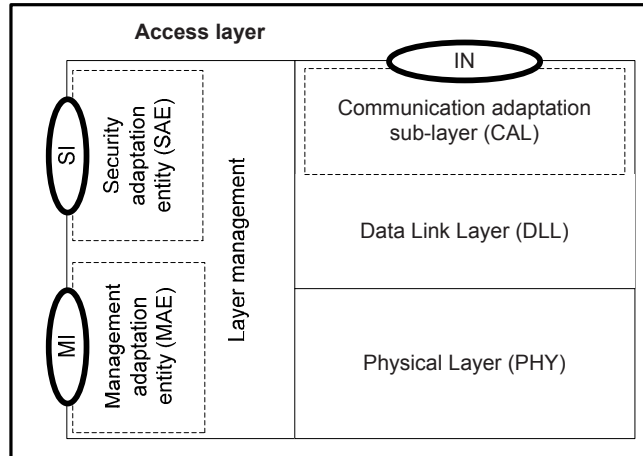 Access layer
IN
Communication adaptation
sub-layer (CAL)
SI
Security
adaptation
entity (SAE)
Layer management
Data Link Layer (DLL)
MI
Management
adaptation
entity (MAE)
Physical Layer (PHY)